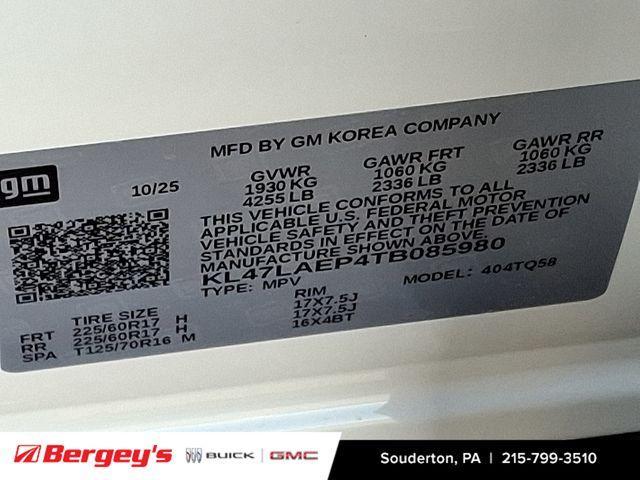 MFD BY GM KOREA COMPANY
gm
10/25
GVWR GAWR FRT GAWR RR
1930 KG 1060 KG 1060 KG
4255 LB 2336 LB 2336 LB
THIS VEHICLE CONFORMS TO ALL
APPLICABLE U.S. FEDERAL MOTOR
VEHICLE SAFETY AND THEFT PREVENTION
STANDARDS IN EFFECT ON THE DATE OF
MANUFACTURE SHOWN ABOVE.
KL47LAEP4TB085980
TYPE: MPV MODEL: 404TQ58
TIRE SIZE RIM
FRT 225/60R17 H 17X7.5J
RR 225/60R17 H 17X7.5J
SPA T125/70R16 M 16X4BT
Bergey's BUICK GMC Souderton, PA | 215-799-3510